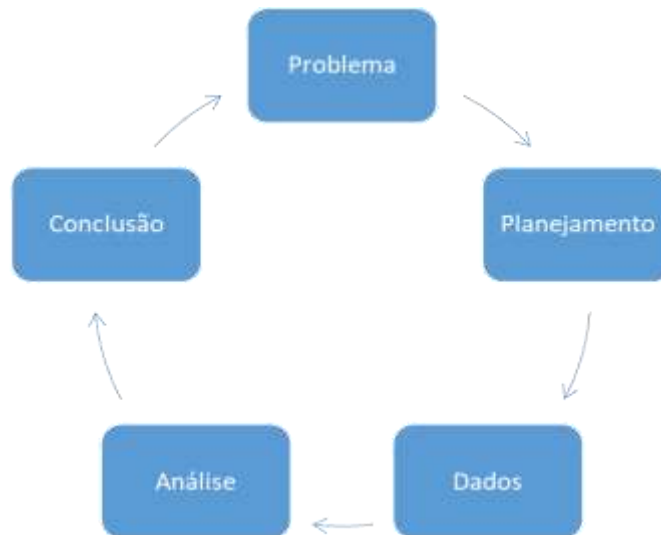 Problema
Planejamento
Dados
Análise
Conclusão